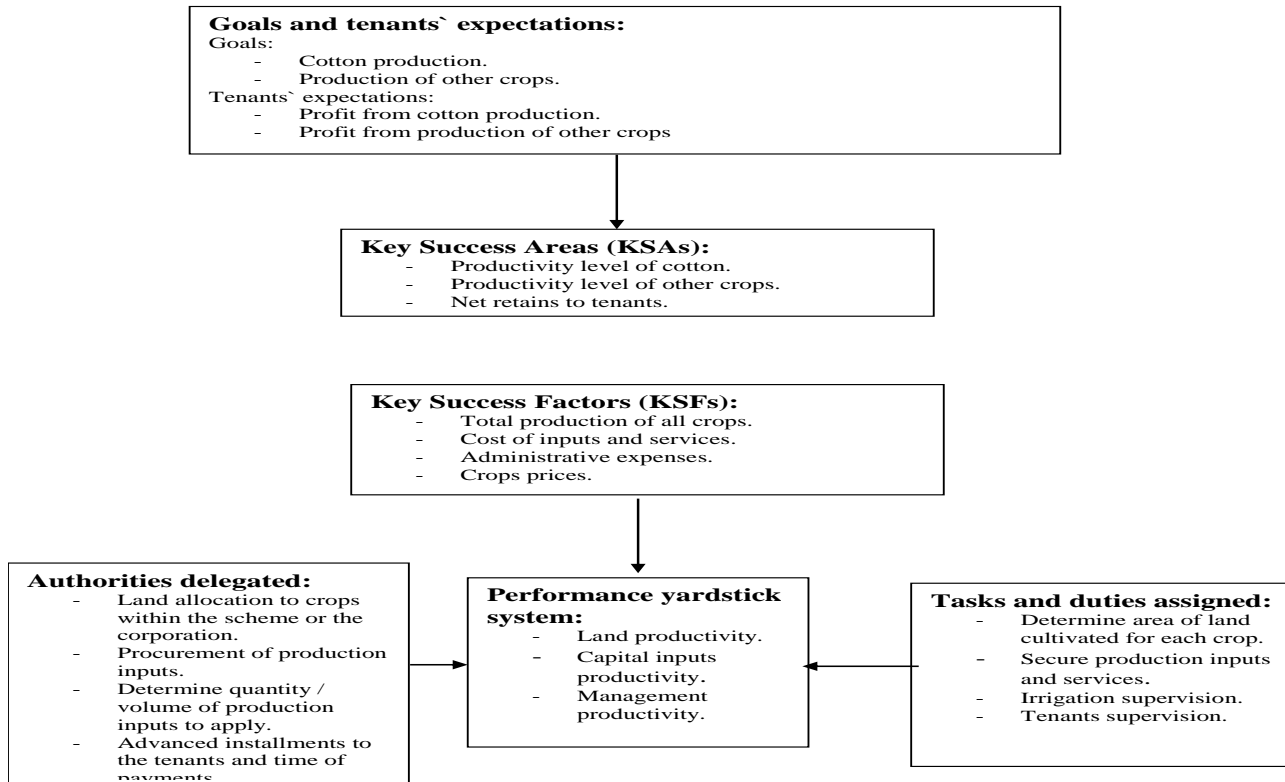 Goals and tenants` expectations:
Goals:
- Cotton production.
- Production of other crops.
Tenants` expectations:
- Profit from cotton production.
- Profit from production of other crops
Key Success Areas (KSAs):
- Productivity level of cotton.
- Productivity level of other crops.
- Net retains to tenants.
Key Success Factors (KSFs):
- Total production of all crops.
- Cost of inputs and services.
- Administrative expenses.
- Crops prices.
Authorities delegated:
- Land allocation to crops
within the scheme or the
corporation.
- Procurement of production
inputs.
- Determine quantity /
volume of production
inputs to apply.
- Advanced installments to
the tenants and time of
payments
Performance yardstick
system:
- Land productivity.
- Capital inputs
productivity.
- Management
productivity.
Tasks and duties assigned:
- Determine area of land
cultivated for each crop.
- Secure production inputs
and services.
- Irrigation supervision.
- Tenants supervision.